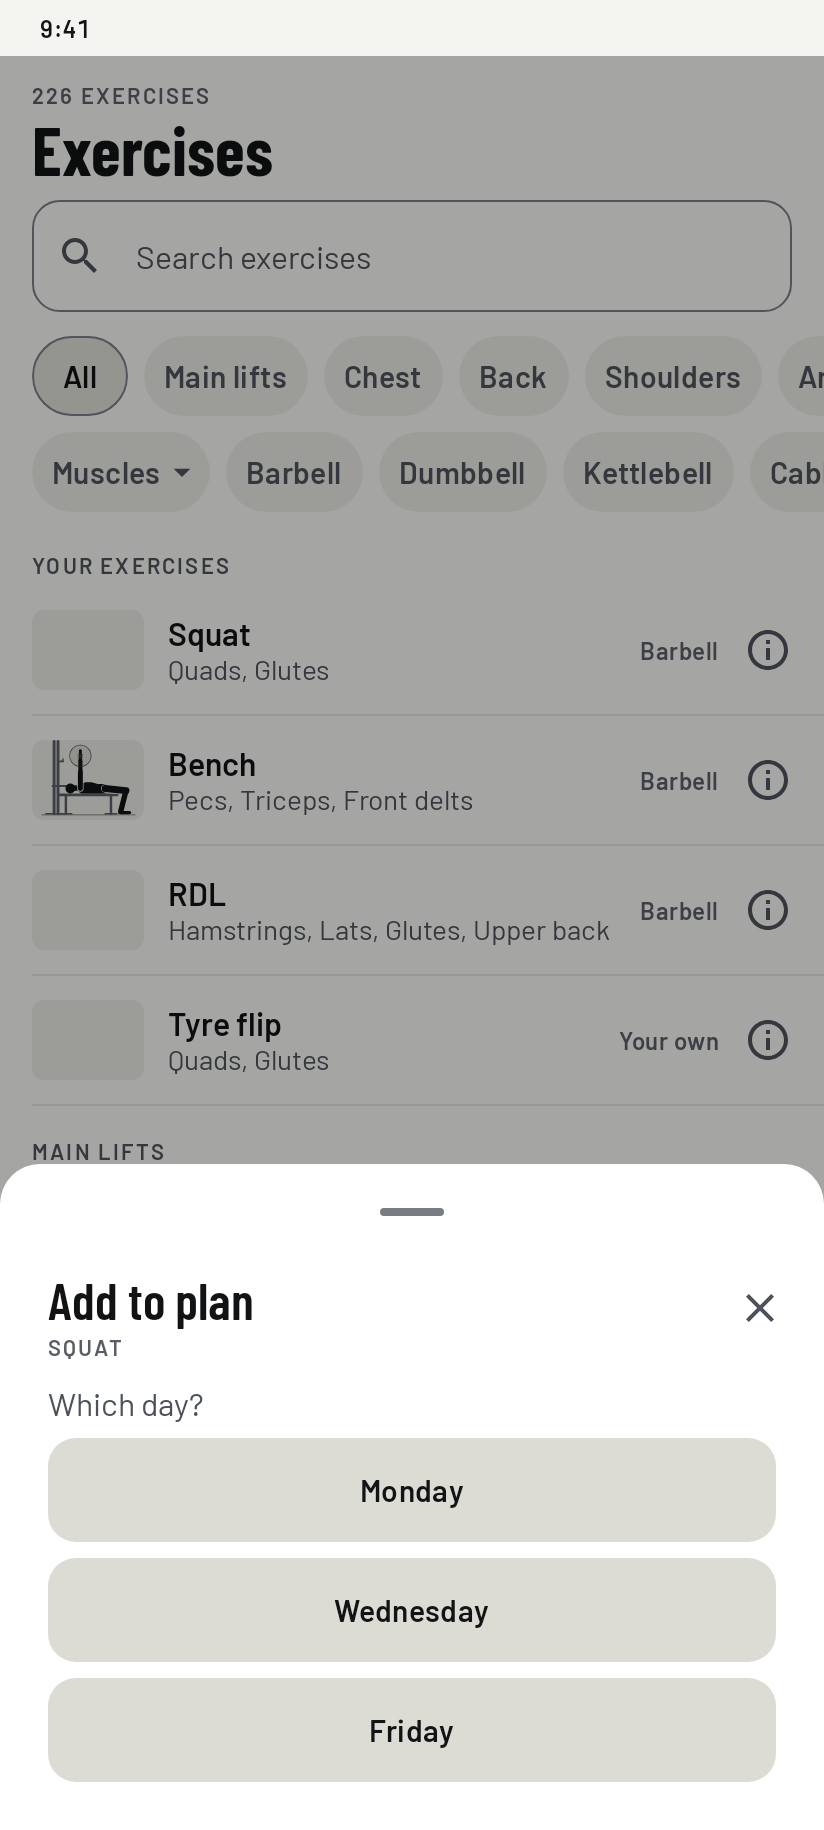 9:41
226 EXERCISES
Exercises
Search exercises
All Main lifts Chest Back Shoulders
Muscles Barbell Dumbbell Kettlebell
YOUR EXERCISES
Squat
Quads, Glutes
Barbell
Bench
Pecs, Triceps, Front delts
Barbell
RDL
Hamstrings, Lats, Glutes, Upper back
Barbell
Tyre flip
Quads, Glutes
Your own
MAIN LIFTS
Add to plan
SQUAT
Which day?
Monday
Wednesday
Friday